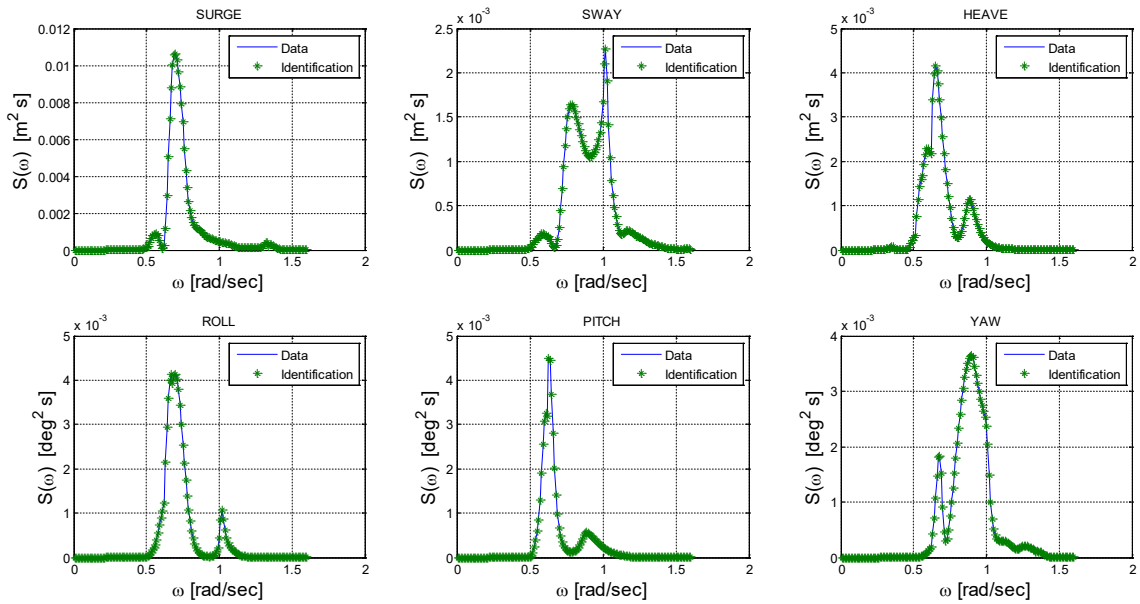 SURGE
0.012
0.01
0.008
0.006
0.004
0.002
0
0 0.5 1 1.5 2
S(ω) [m² s]
ω [rad/sec]
Data
Identification
SWAY
x 10⁻³
2.5
2
1.5
1
0.5
0
0 0.5 1 1.5 2
S(ω) [m² s]
ω [rad/sec]
Data
Identification
HEAVE
x 10⁻³
5
4
3
2
1
0
0 0.5 1 1.5 2
S(ω) [m² s]
ω [rad/sec]
Data
Identification
ROLL
x 10⁻³
5
4
3
2
1
0
0 0.5 1 1.5 2
S(ω) [deg² s]
ω [rad/sec]
Data
Identification
PITCH
x 10⁻³
5
4
3
2
1
0
0 0.5 1 1.5 2
S(ω) [deg² s]
ω [rad/sec]
Data
Identification
YAW
x 10⁻³
4
3
2
1
0
0 0.5 1 1.5 2
S(ω) [deg² s]
ω [rad/sec]
Data
Identification